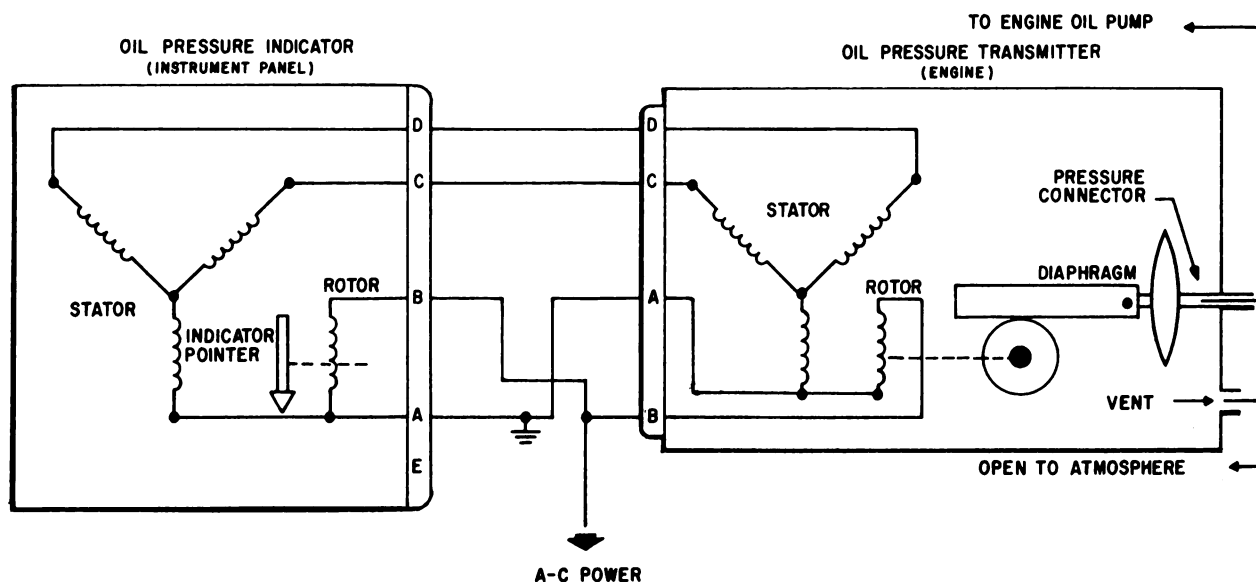 TO ENGINE OIL PUMP
OIL PRESSURE INDICATOR
(INSTRUMENT PANEL)
OIL PRESSURE TRANSMITTER
(ENGINE)
D
D
C
C
STATOR
PRESSURE
CONNECTOR
DIAPHRAGM
STATOR
ROTOR
B
A
ROTOR
INDICATOR
POINTER
A
B
VENT
E
OPEN TO ATMOSPHERE
A-C POWER